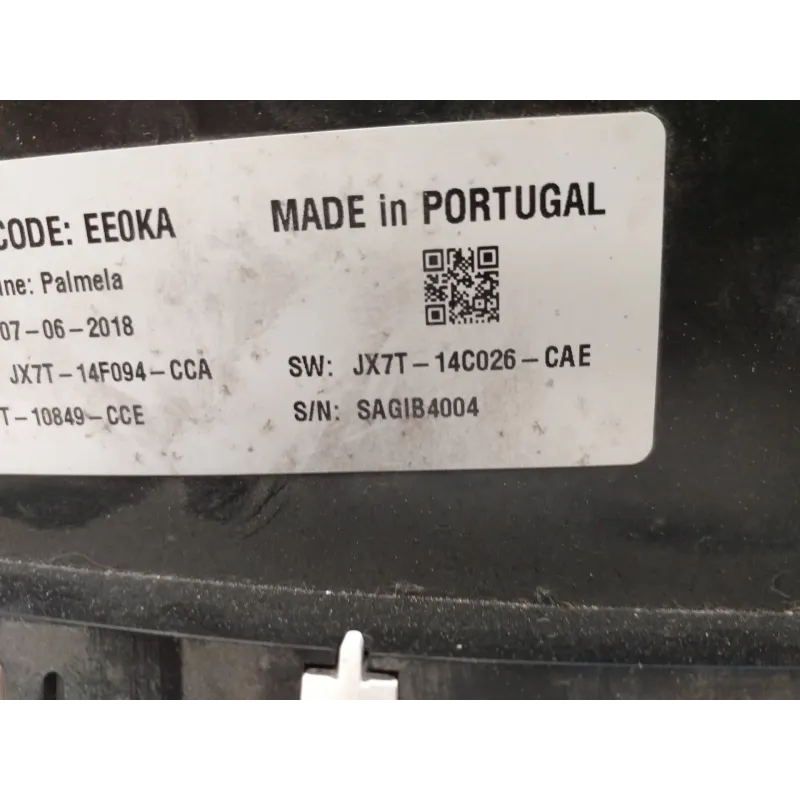 CODE: EE0KA MADE in PORTUGAL
ine: Palmela
07-06-2018
JX7T-14F094-CCA SW: JX7T-14C026-CAE
T-10849-CCE S/N: SAGIB4004